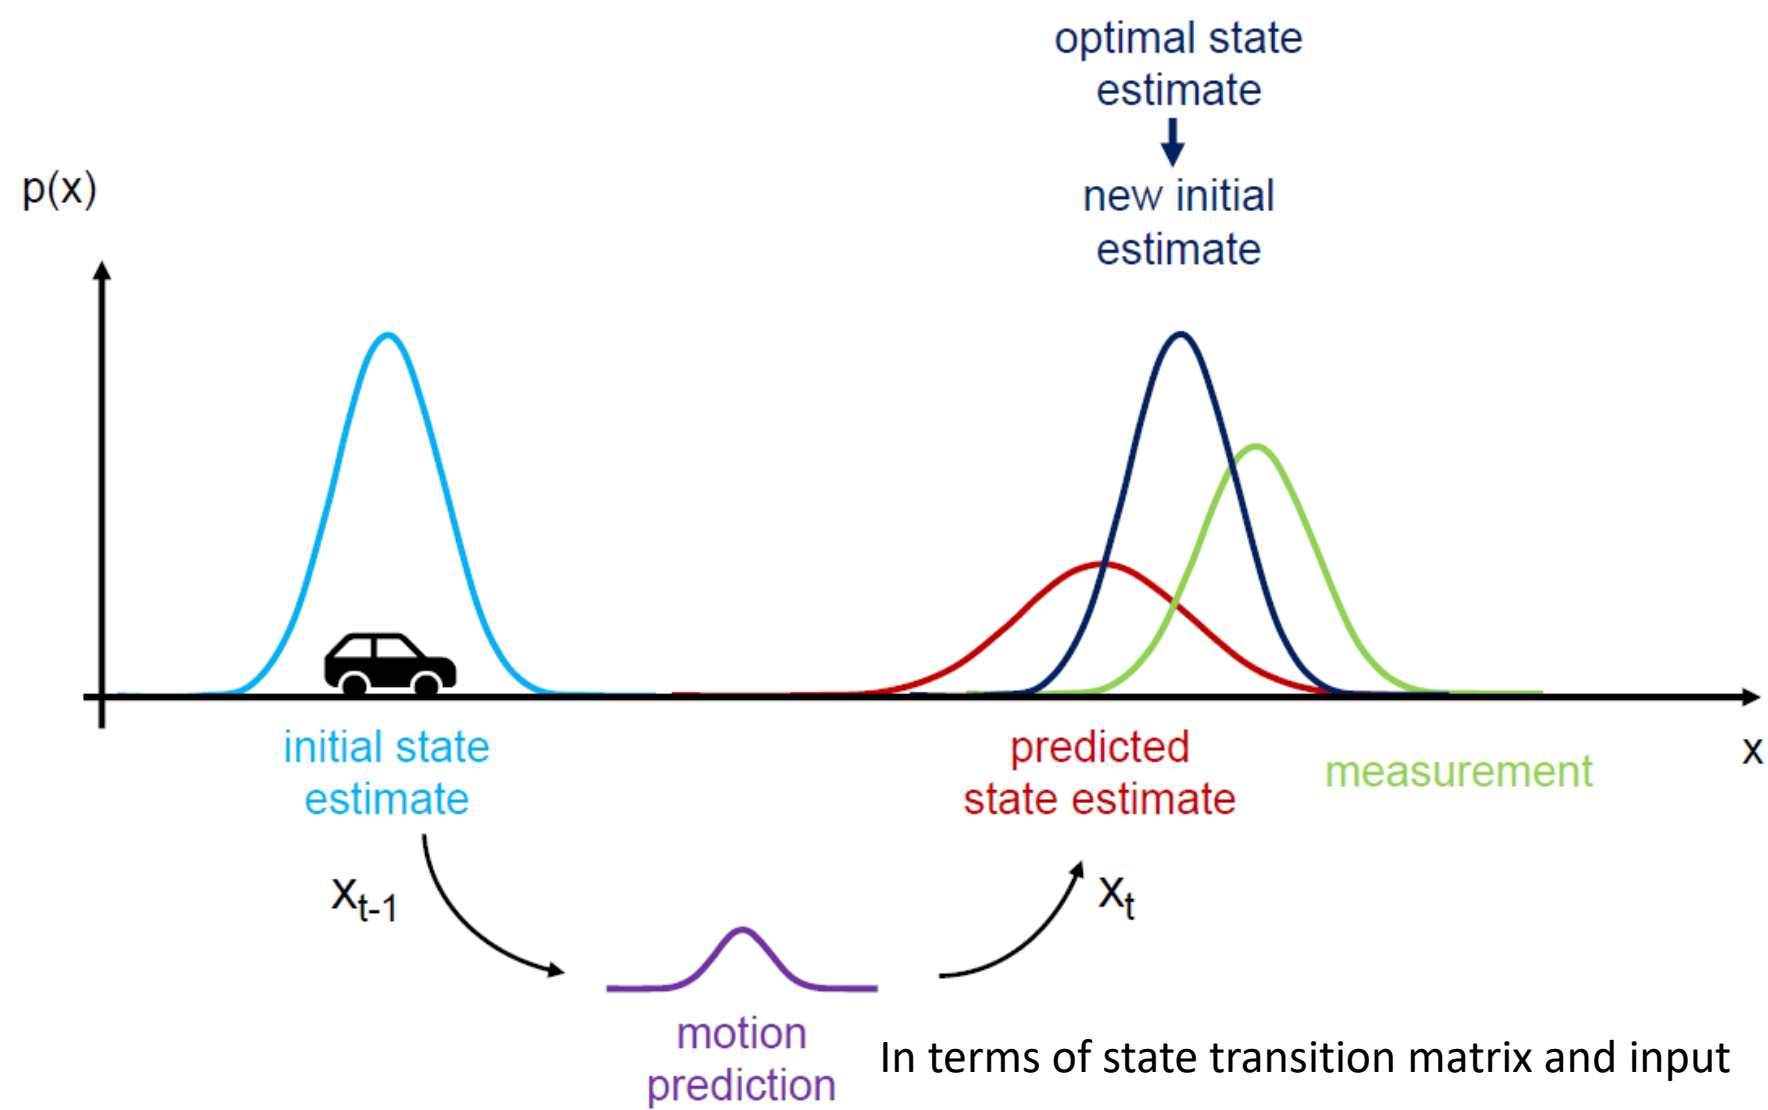 optimal state
estimate
new initial
estimate
p(x)
initial state
estimate
predicted
state estimate
measurement
x
Xt-1
Xt
motion
prediction
In terms of state transition matrix and input